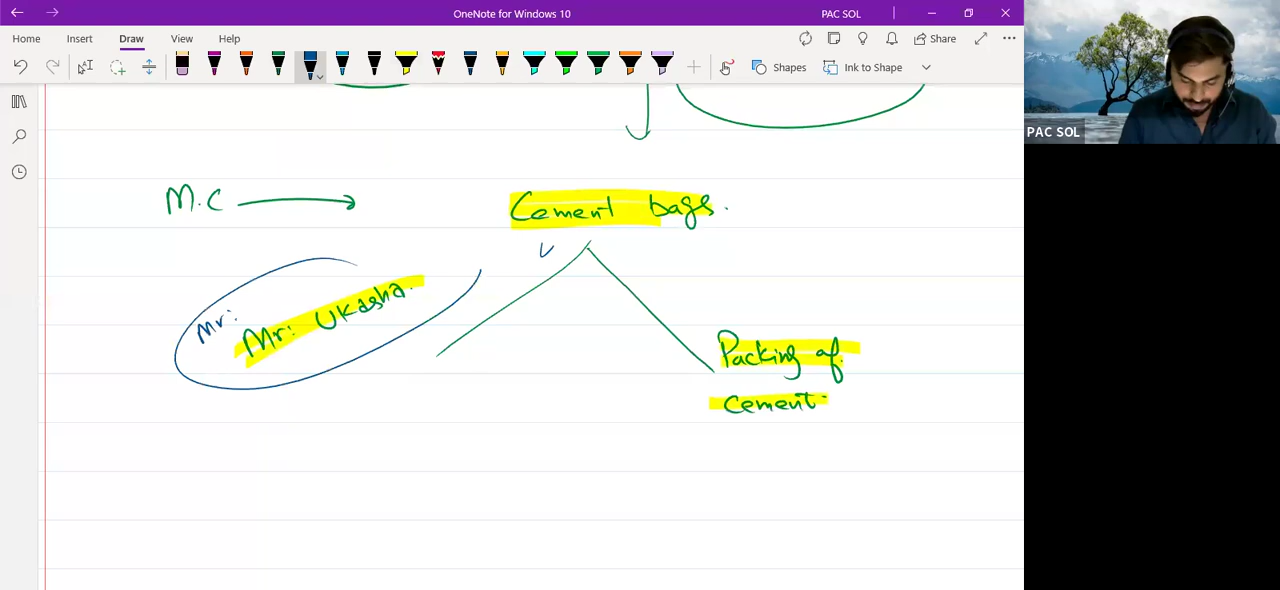 OneNote for Windows 10
PAC SOL
Home
Insert
Draw
View
Help
Share
Shapes
Ink to Shape
PAC SOL
M.C
Cement bags.
Mr:
Mr: Ukasha.
Packing of
cement.